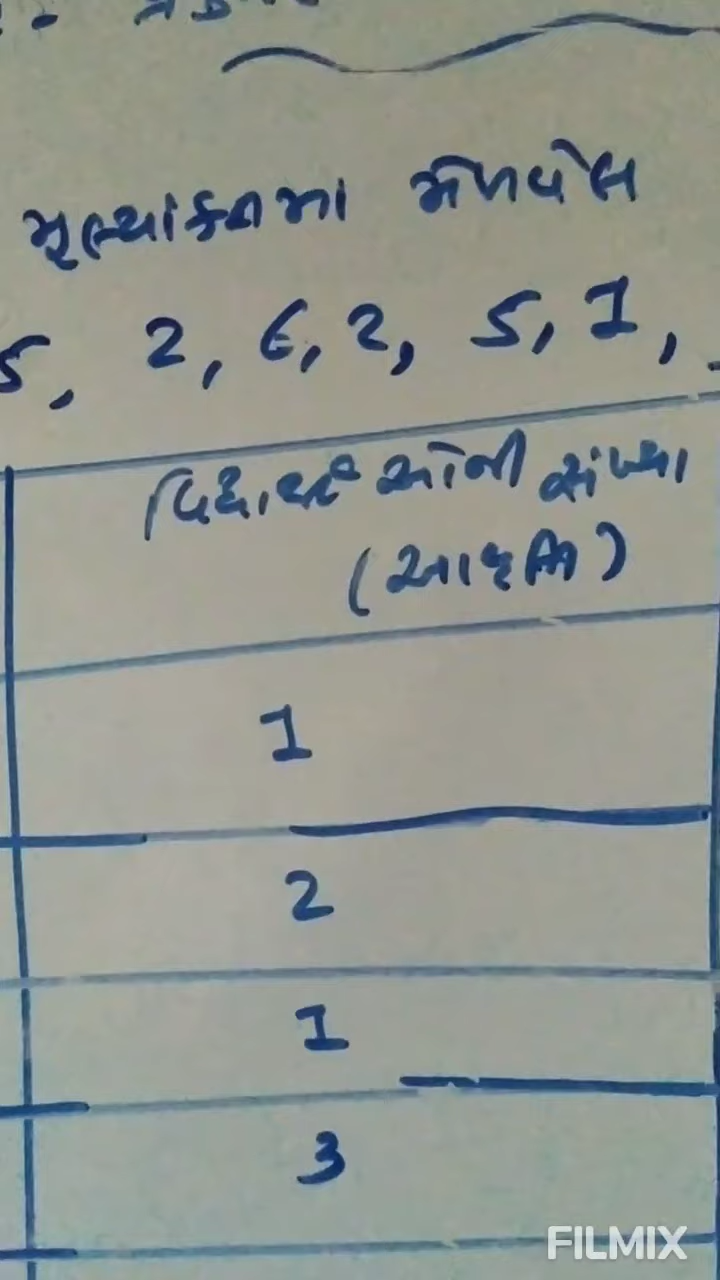 મૂલ્યાંકનમાં મેળવેલ
5, 2, 6, 2, 5, 1,
વિદ્યાર્થીઓની સંખ્યા
(આવૃત્તિ)
1
2
1
3
FILMIX